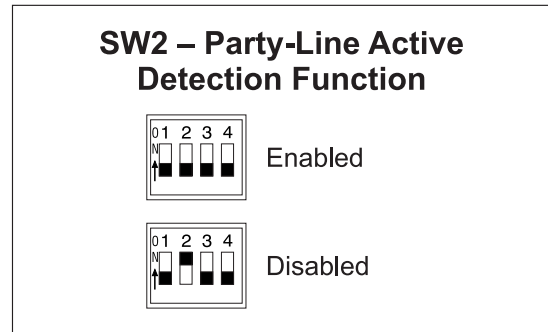 SW2 – Party-Line Active
Detection Function
0 1 2 3 4
N
Enabled
0 1 2 3 4
N
Disabled